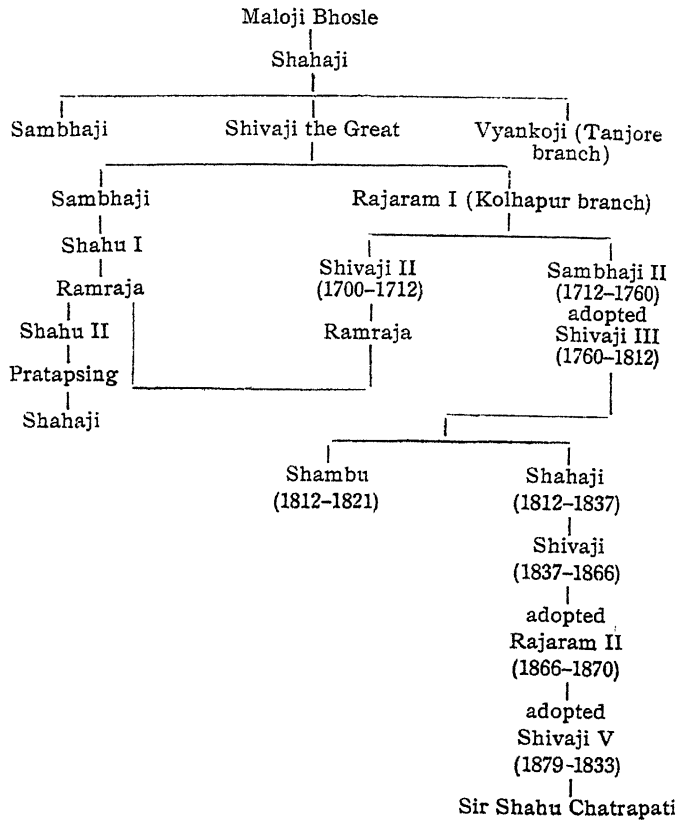 Maloji Bhosle
Shahaji
Sambhaji
Shivaji the Great
Vyankoji (Tanjore
branch)
Sambhaji
Rajaram I (Kolhapur branch)
Shahu I
Ramraja
Shahu II
Pratapsing
Shahaji
Shivaji II
(1700–1712)
Ramraja
Sambhaji II
(1712–1760)
adopted
Shivaji III
(1760–1812)
Shambu
(1812–1821)
Shahaji
(1812–1837)
Shivaji
(1837–1866)
adopted
Rajaram II
(1866–1870)
adopted
Shivaji V
(1879–1833)
Sir Shahu Chatrapati